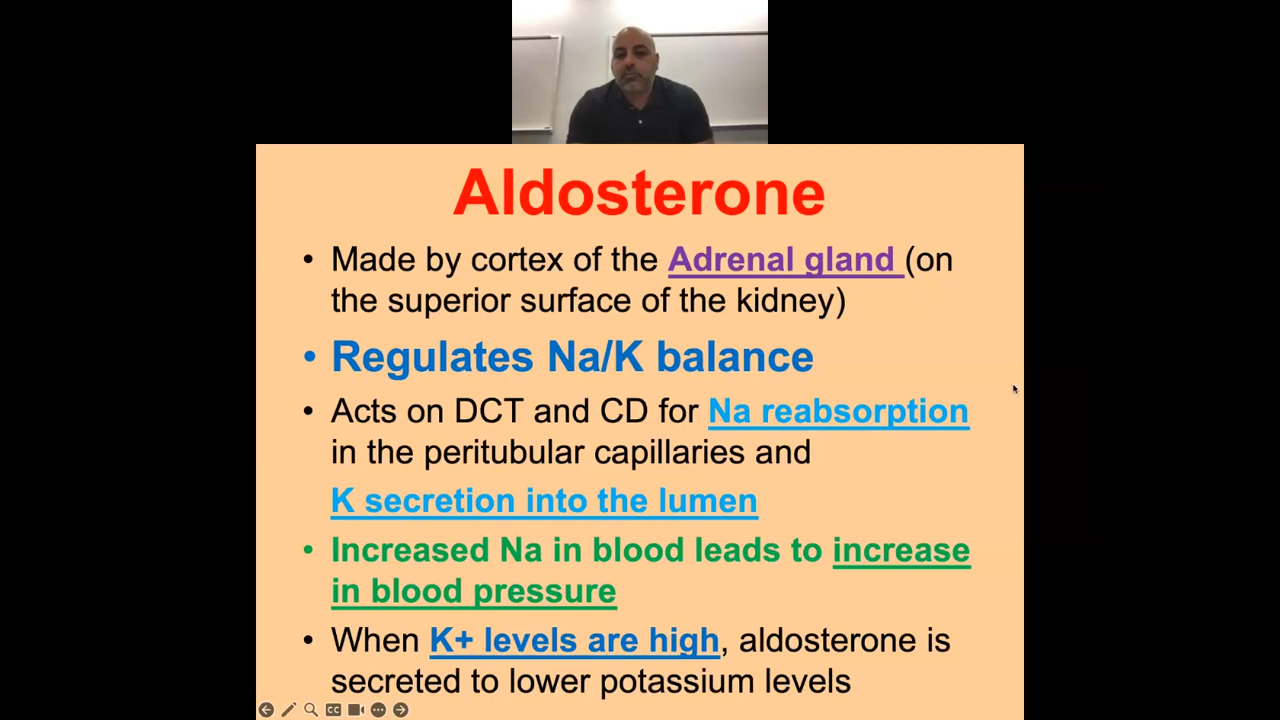 Aldosterone
• Made by cortex of the Adrenal gland (on
the superior surface of the kidney)
• Regulates Na/K balance
• Acts on DCT and CD for Na reabsorption
in the peritubular capillaries and
K secretion into the lumen
• Increased Na in blood leads to increase
in blood pressure
• When K+ levels are high, aldosterone is
secreted to lower potassium levels
CC